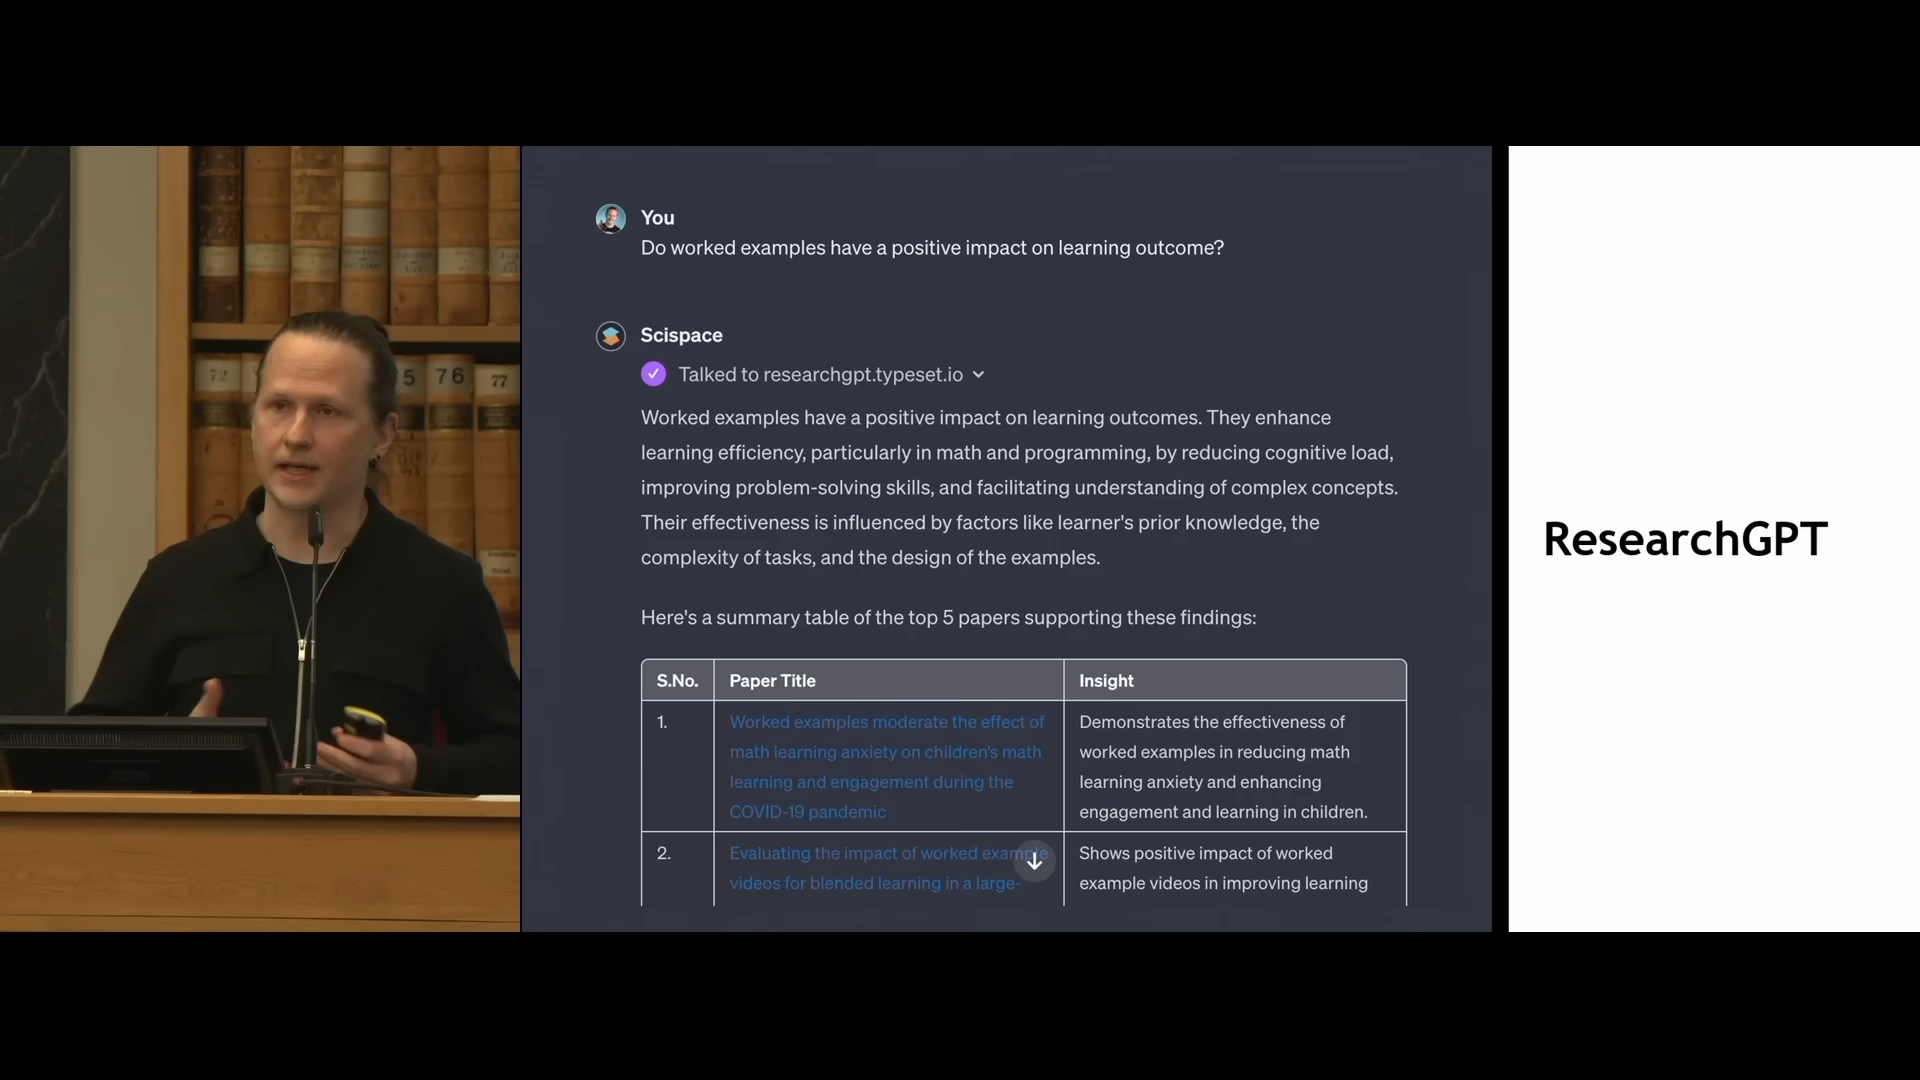 You
Do worked examples have a positive impact on learning outcome?
Scispace
Talked to researchgpt.typeset.io
Worked examples have a positive impact on learning outcomes. They enhance
learning efficiency, particularly in math and programming, by reducing cognitive load,
improving problem-solving skills, and facilitating understanding of complex concepts.
Their effectiveness is influenced by factors like learner's prior knowledge, the
complexity of tasks, and the design of the examples.
Here's a summary table of the top 5 papers supporting these findings:
S.No. Paper Title Insight
1. Worked examples moderate the effect of Demonstrates the effectiveness of
math learning anxiety on children's math worked examples in reducing math
learning and engagement during the learning anxiety and enhancing
COVID-19 pandemic engagement and learning in children.
2. Evaluating the impact of worked example Shows positive impact of worked
videos for blended learning in a large- example videos in improving learning
ResearchGPT
72
5
76
77